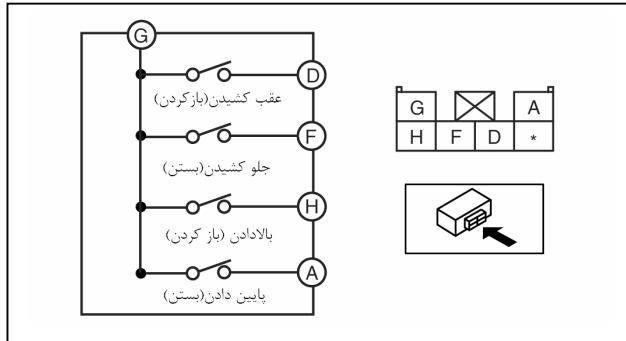 G
D
عقب کشیدن(بازکردن)
F
جلو کشیدن(بستن)
H
بالادادن (باز کردن)
A
پایین دادن(بستن)
G A
H F D *